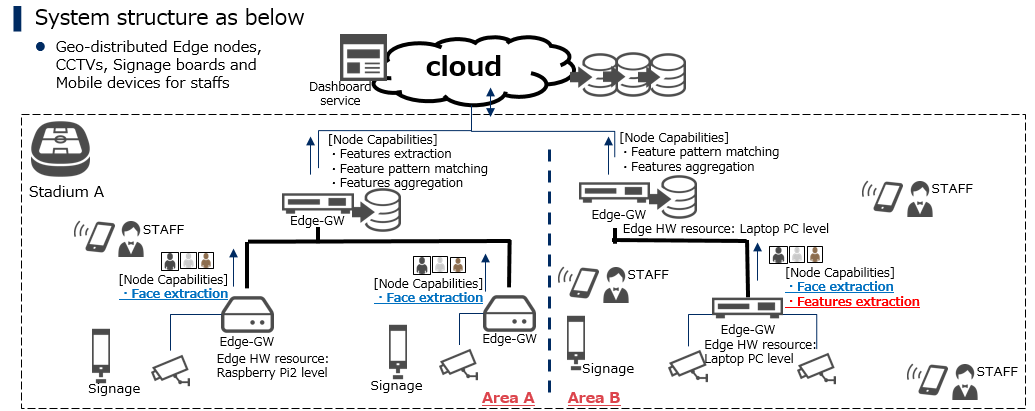 System structure as below
● Geo-distributed Edge nodes,
CCTVs, Signage boards and
Mobile devices for staffs
cloud
Dashboard
service
Stadium A
[Node Capabilities]
・Features extraction
・Feature pattern matching
・Features aggregation
[Node Capabilities]
・Feature pattern matching
・Features aggregation
Edge-GW
Edge-GW
Edge HW resource: Laptop PC level
STAFF
STAFF
STAFF
[Node Capabilities]
・Face extraction
[Node Capabilities]
・Face extraction
[Node Capabilities]
・Face extraction
・Features extraction
Edge-GW
Edge HW resource:
Raspberry Pi2 level
Edge-GW
Edge-GW
Edge HW resource:
Laptop PC level
Signage
Signage
Signage
STAFF
Area A
Area B